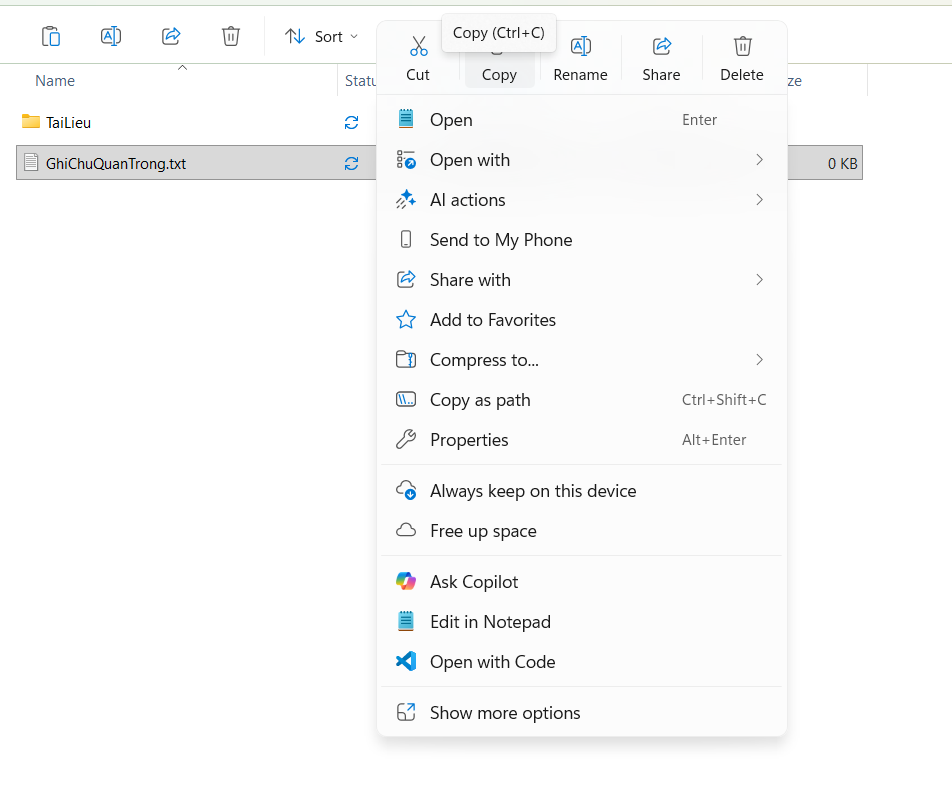 Sort
Copy (Ctrl+C)
Cut
Copy
Rename
Share
Delete
Name
Statu
ze
TaiLieu
GhiChuQuanTrong.txt
0 KB
Open Enter
Open with
AI actions
Send to My Phone
Share with
Add to Favorites
Compress to...
Copy as path Ctrl+Shift+C
Properties Alt+Enter
Always keep on this device
Free up space
Ask Copilot
Edit in Notepad
Open with Code
Show more options